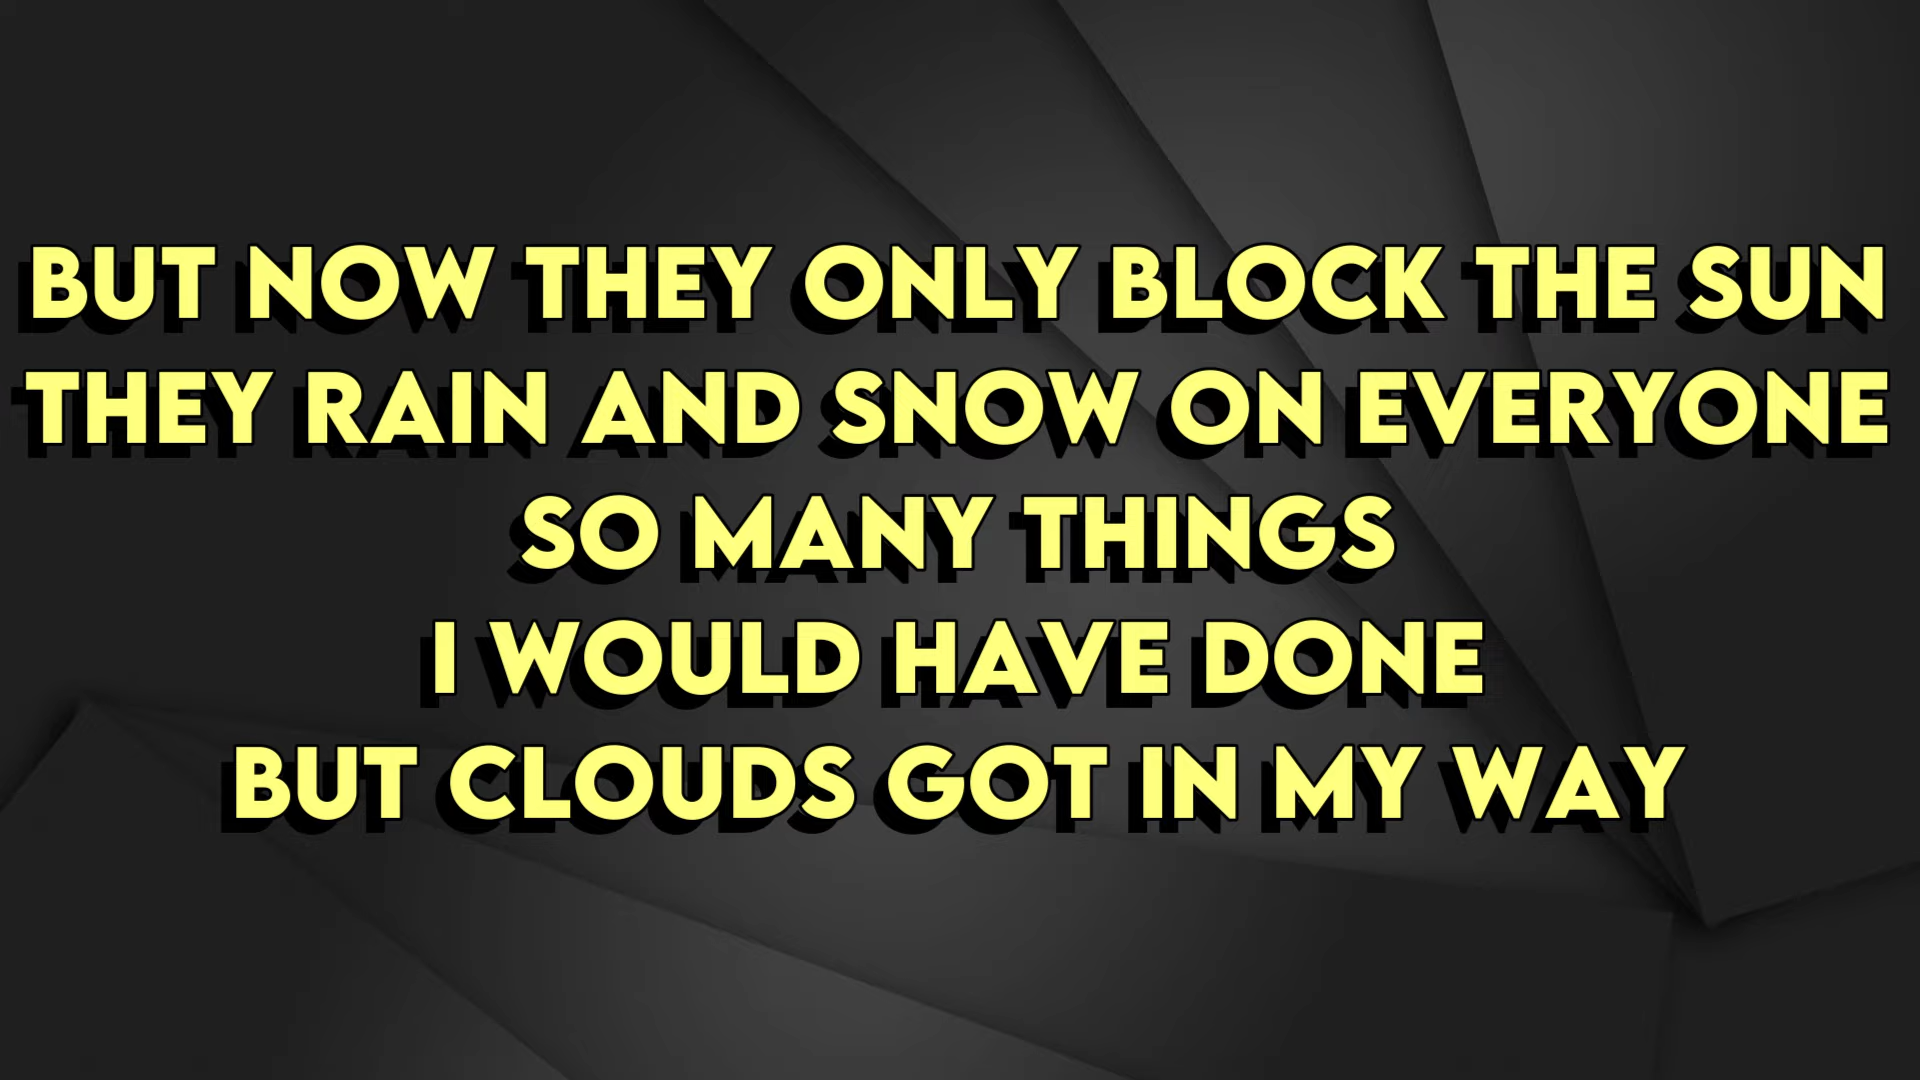 BUT NOW THEY ONLY BLOCK THE SUN
THEY RAIN AND SNOW ON EVERYONE
SO MANY THINGS
I WOULD HAVE DONE
BUT CLOUDS GOT IN MY WAY